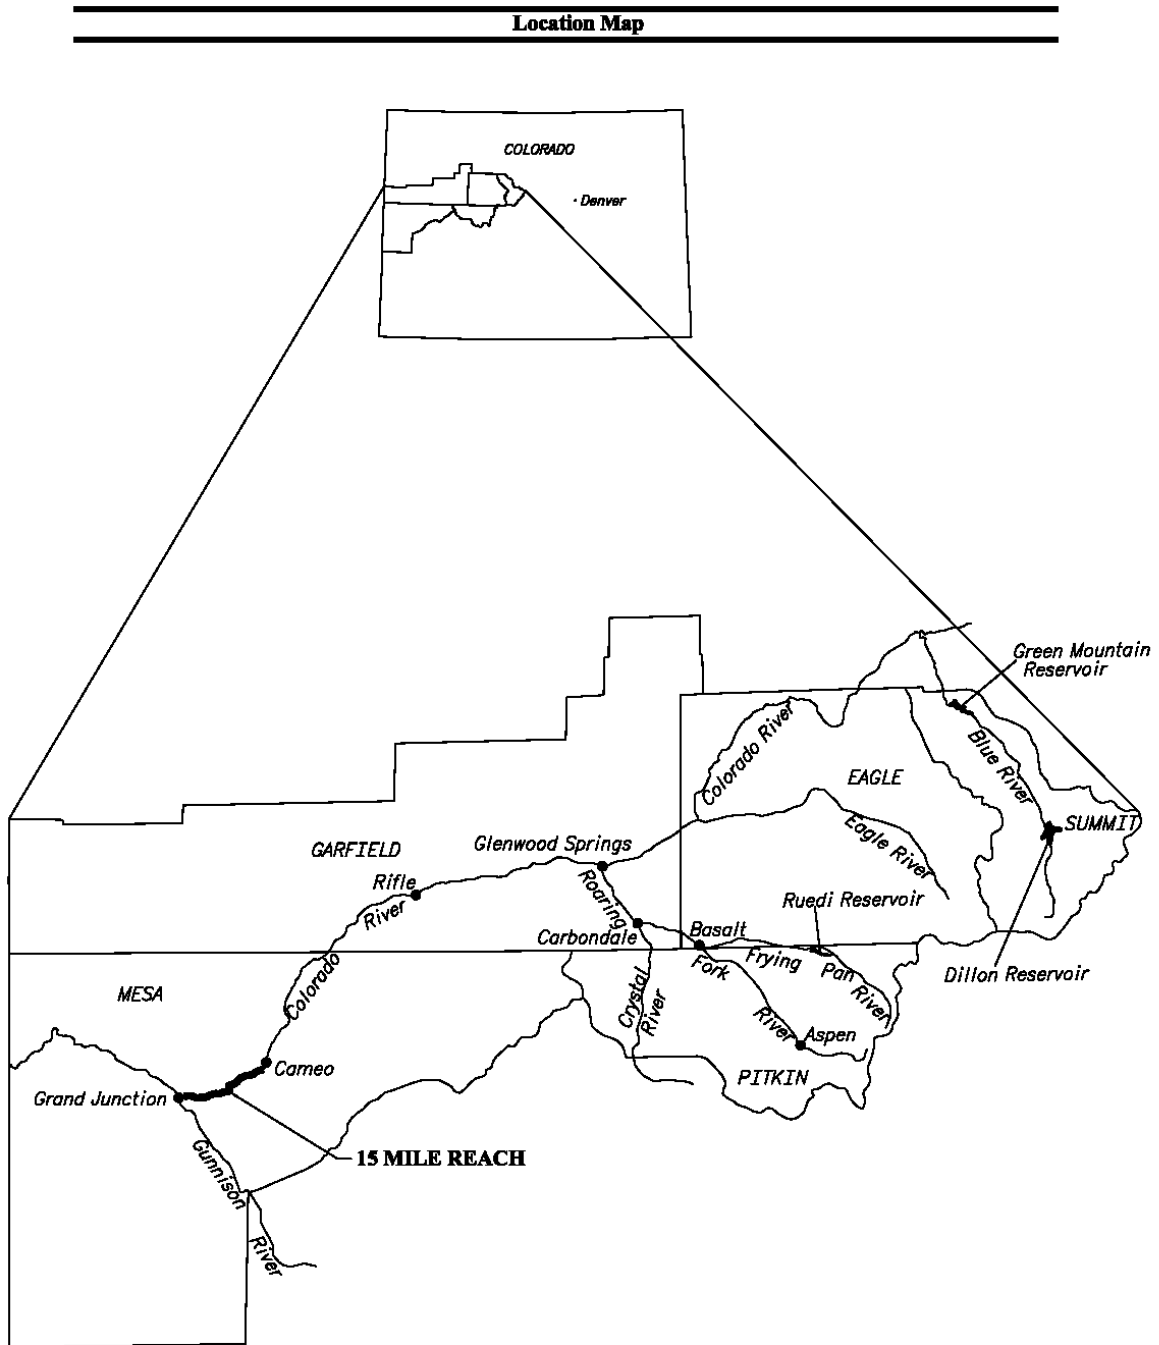 Location Map
COLORADO
Denver
Green Mountain
Reservoir
Colorado River
Blue River
EAGLE
SUMMIT
Eagle River
Glenwood Springs
GARFIELD
Rifle
River
Roaring
Ruedi Reservoir
Basalt
Carbondale
Frying
Pan
River
Fork
Dillon Reservoir
Colorado
MESA
Crystal
River
River
Aspen
Cameo
PITKIN
Grand Junction
15 MILE REACH
Gunnison
River